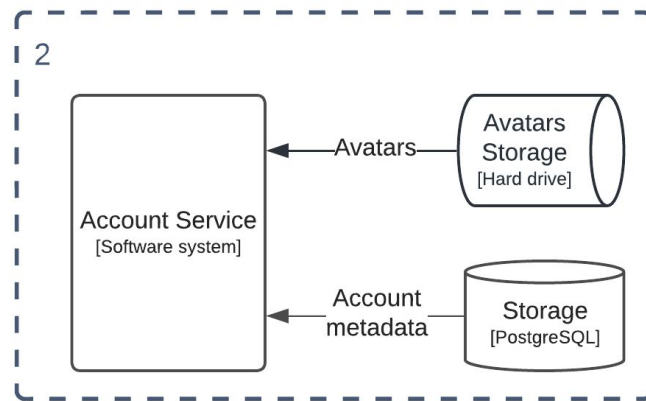 2
Account Service
[Software system]
Avatars
Avatars
Storage
[Hard drive]
Account
metadata
Storage
[PostgreSQL]